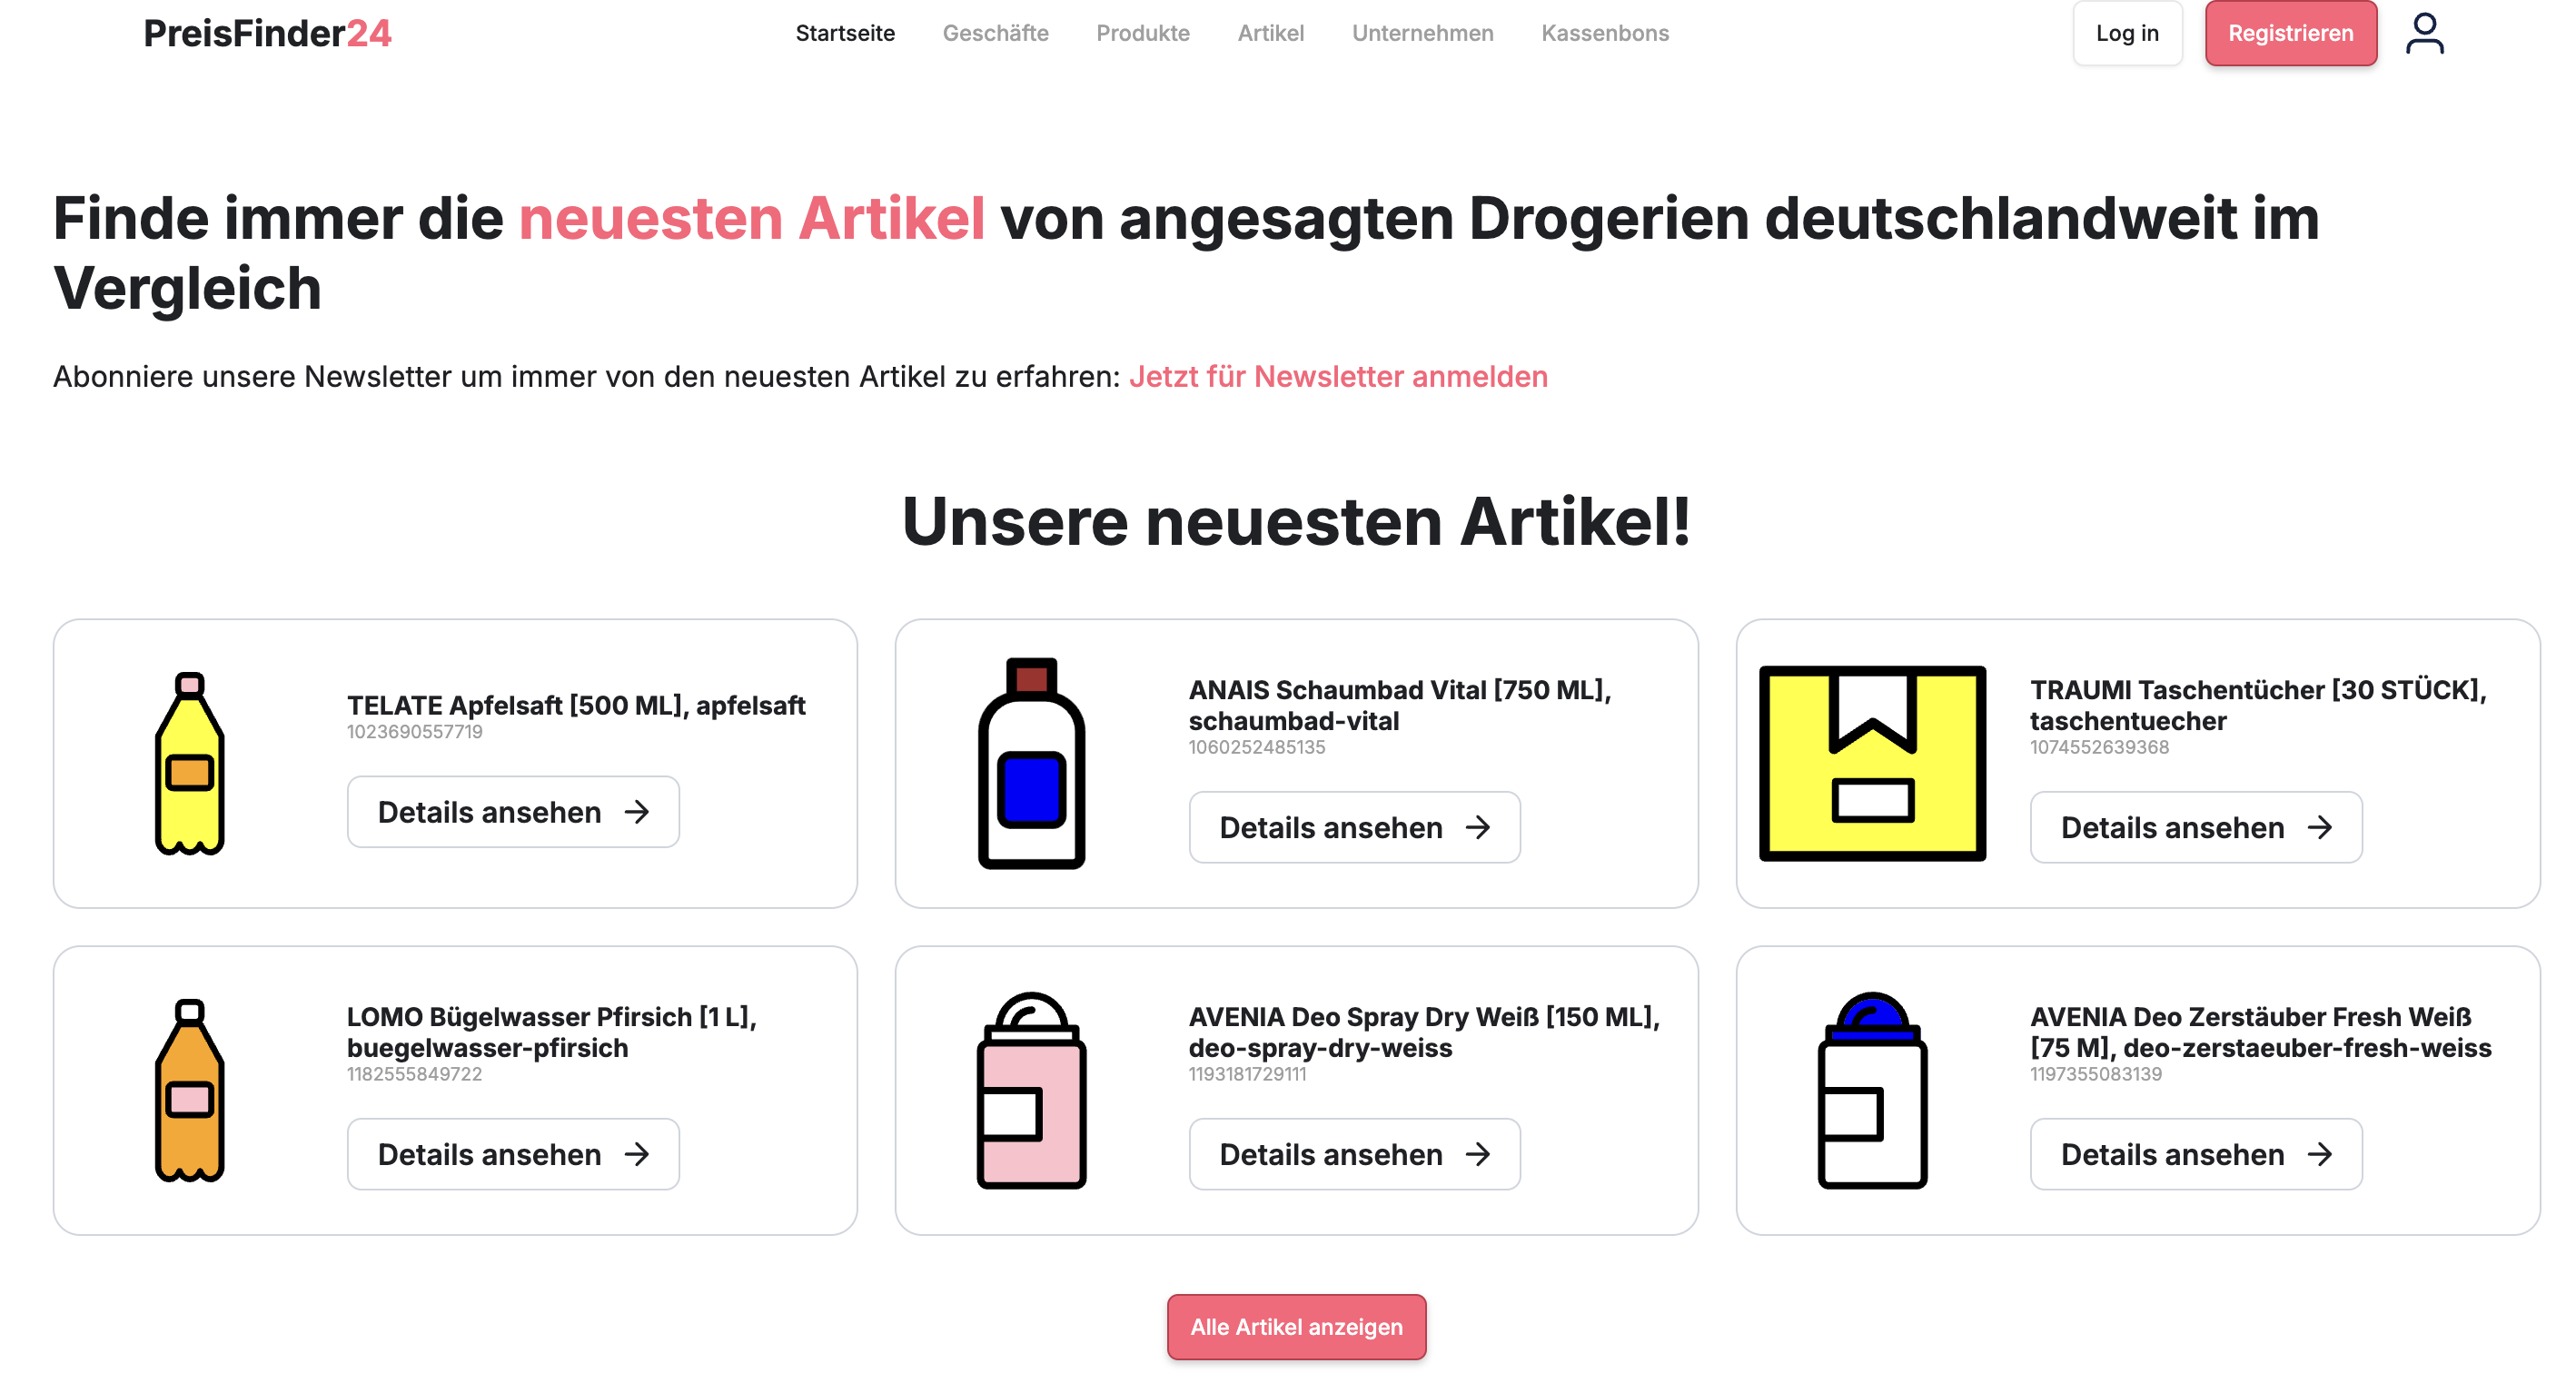 PreisFinder24
Startseite Geschäfte Produkte Artikel Unternehmen Kassenbons
Log in
Registrieren
Finde immer die neuesten Artikel von angesagten Drogerien deutschlandweit im
Vergleich
Abonniere unsere Newsletter um immer von den neuesten Artikel zu erfahren: Jetzt für Newsletter anmelden
Unsere neuesten Artikel!
TELATE Apfelsaft [500 ML], apfelsaft
1023690557719
Details ansehen
ANAIS Schaumbad Vital [750 ML],
schaumbad-vital
1060252485135
Details ansehen
TRAUMI Taschentücher [30 STÜCK],
taschentuecher
1074552639368
Details ansehen
LOMO Bügelwasser Pfirsich [1 L],
buegelwasser-pfirsich
1182555849722
Details ansehen
AVENIA Deo Spray Dry Weiß [150 ML],
deo-spray-dry-weiss
1193181729111
Details ansehen
AVENIA Deo Zerstäuber Fresh Weiß
[75 M], deo-zerstaeuber-fresh-weiss
1197355083139
Details ansehen
Alle Artikel anzeigen